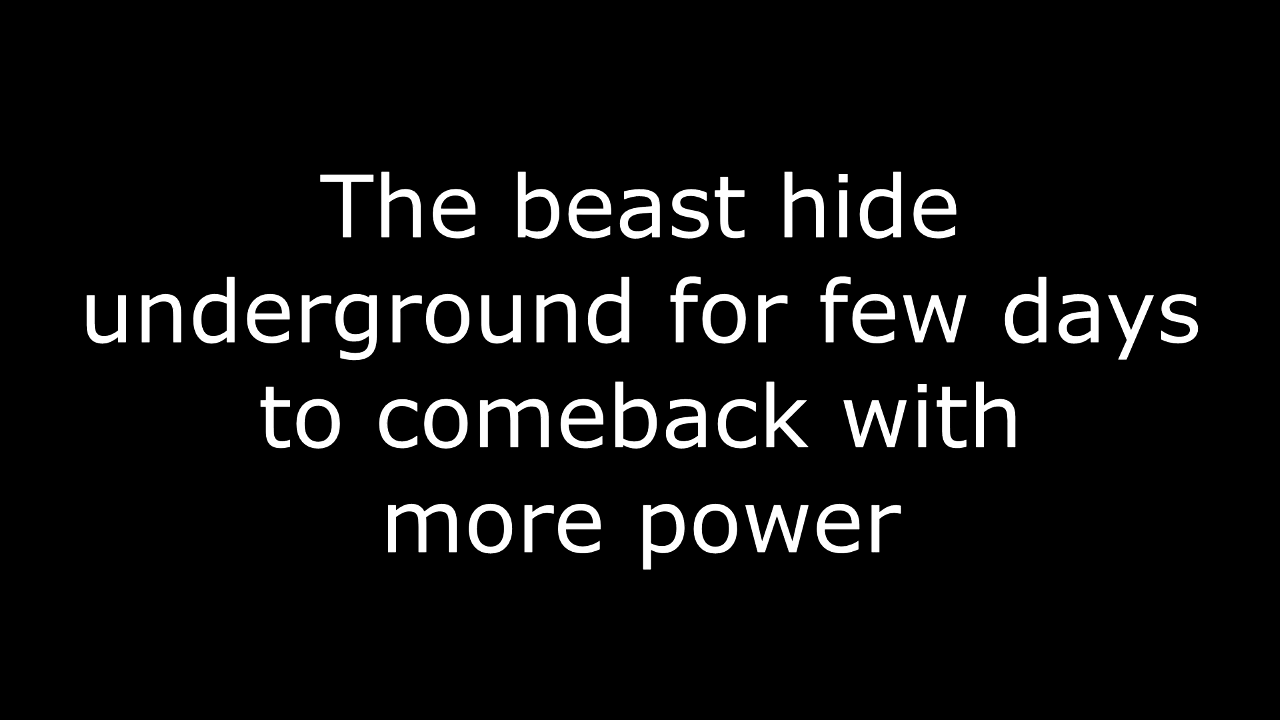 The beast hide
underground for few days
to comeback with
more power